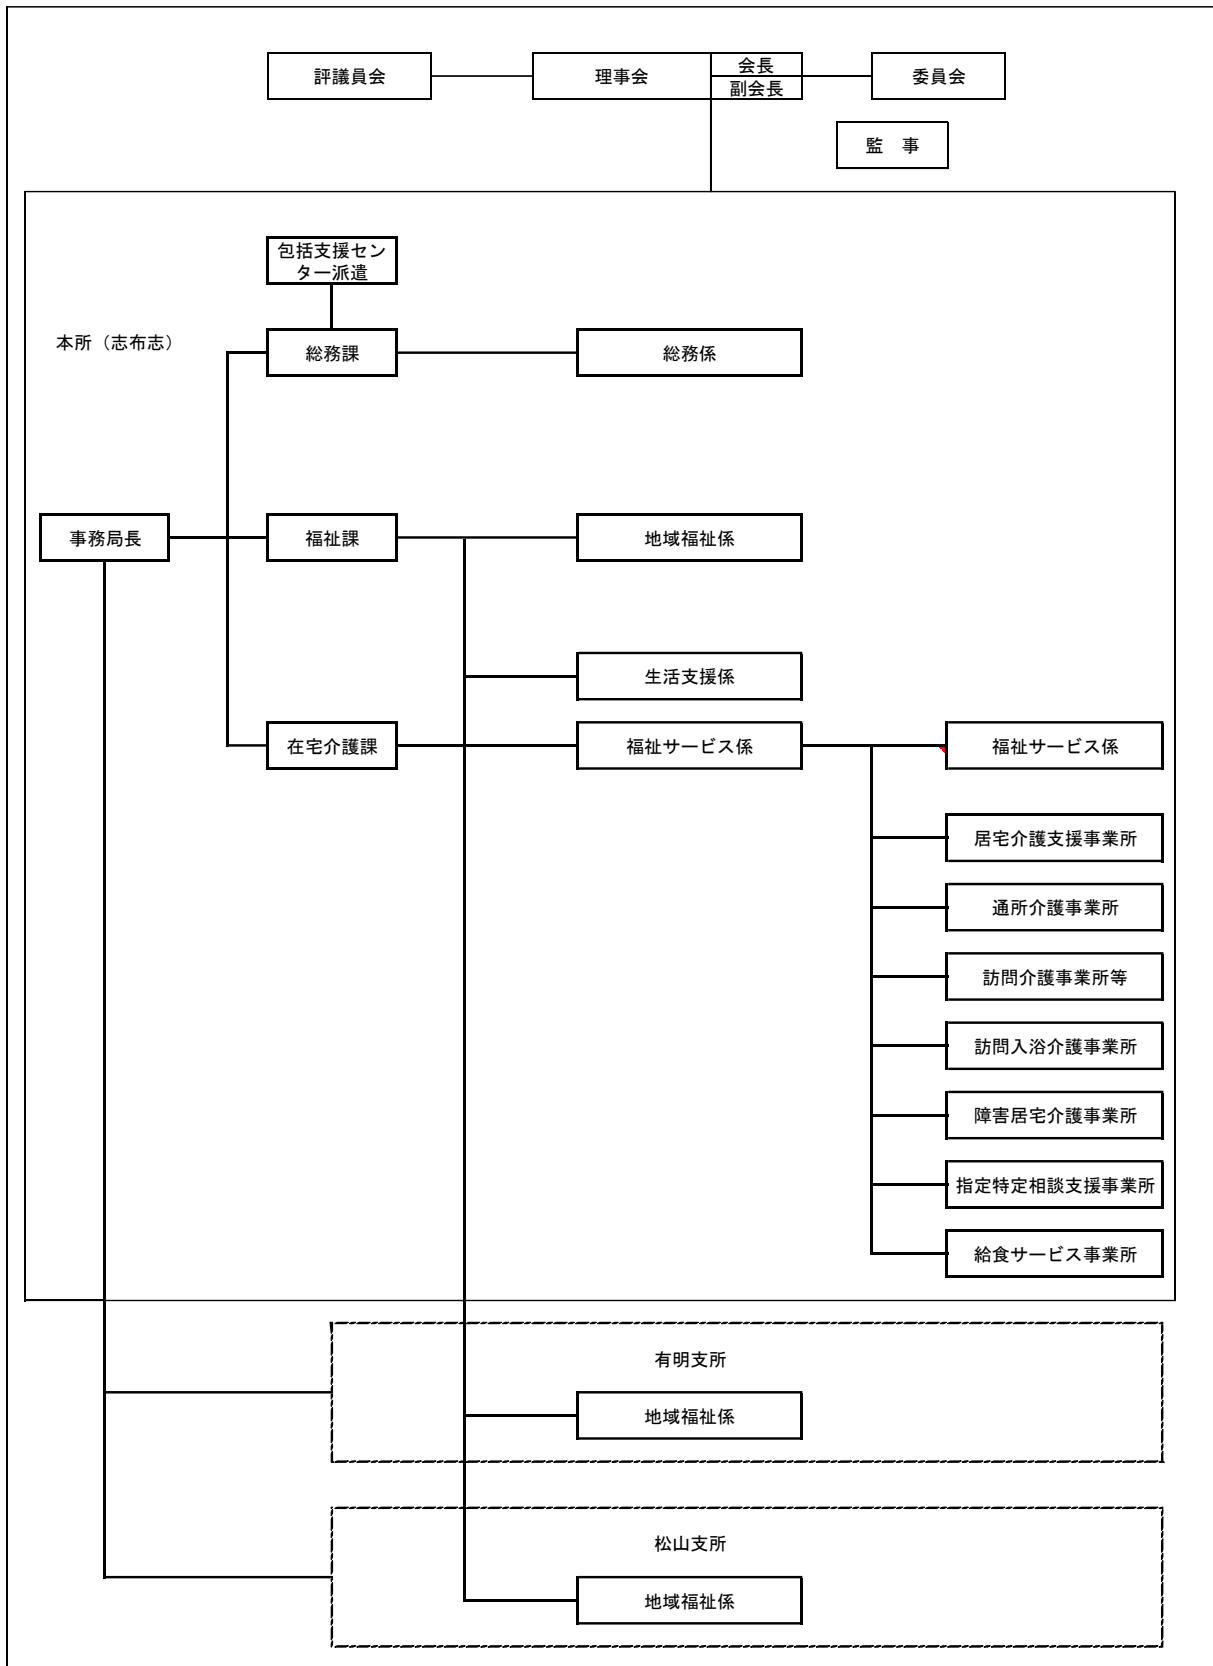 評議員会
理事会
会長
副会長
委員会
監　事
包括支援セン
ター派遣
本所（志布志）
総務課
総務係
事務局長
福祉課
地域福祉係
生活支援係
在宅介護課
福祉サービス係
福祉サービス係
居宅介護支援事業所
通所介護事業所
訪問介護事業所等
訪問入浴介護事業所
障害居宅介護事業所
指定特定相談支援事業所
給食サービス事業所
有明支所
地域福祉係
松山支所
地域福祉係